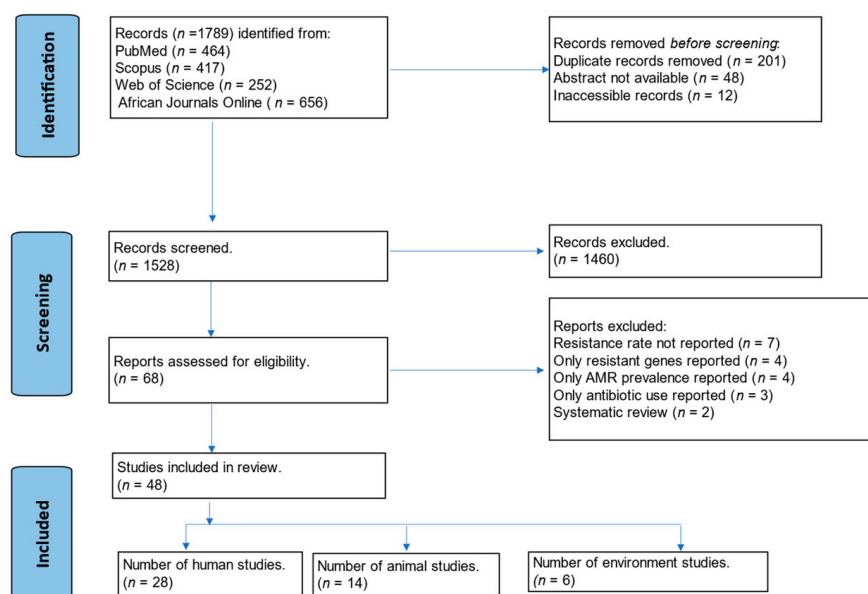 Identification
Records (n =1789) identified from:
PubMed (n = 464)
Scopus (n = 417)
Web of Science (n = 252)
African Journals Online ( n = 656)
Records removed before screening:
Duplicate records removed (n = 201)
Abstract not available (n = 48)
Inaccessible records (n = 12)
Screening
Records screened.
(n = 1528)
Records excluded.
(n = 1460)
Reports assessed for eligibility.
(n = 68)
Reports excluded:
Resistance rate not reported (n = 7)
Only resistant genes reported (n = 4)
Only AMR prevalence reported (n = 4)
Only antibiotic use reported (n = 3)
Systematic review (n = 2)
Included
Studies included in review.
(n = 48)
Number of human studies.
(n = 28)
Number of animal studies.
(n = 14)
Number of environment studies.
(n = 6)